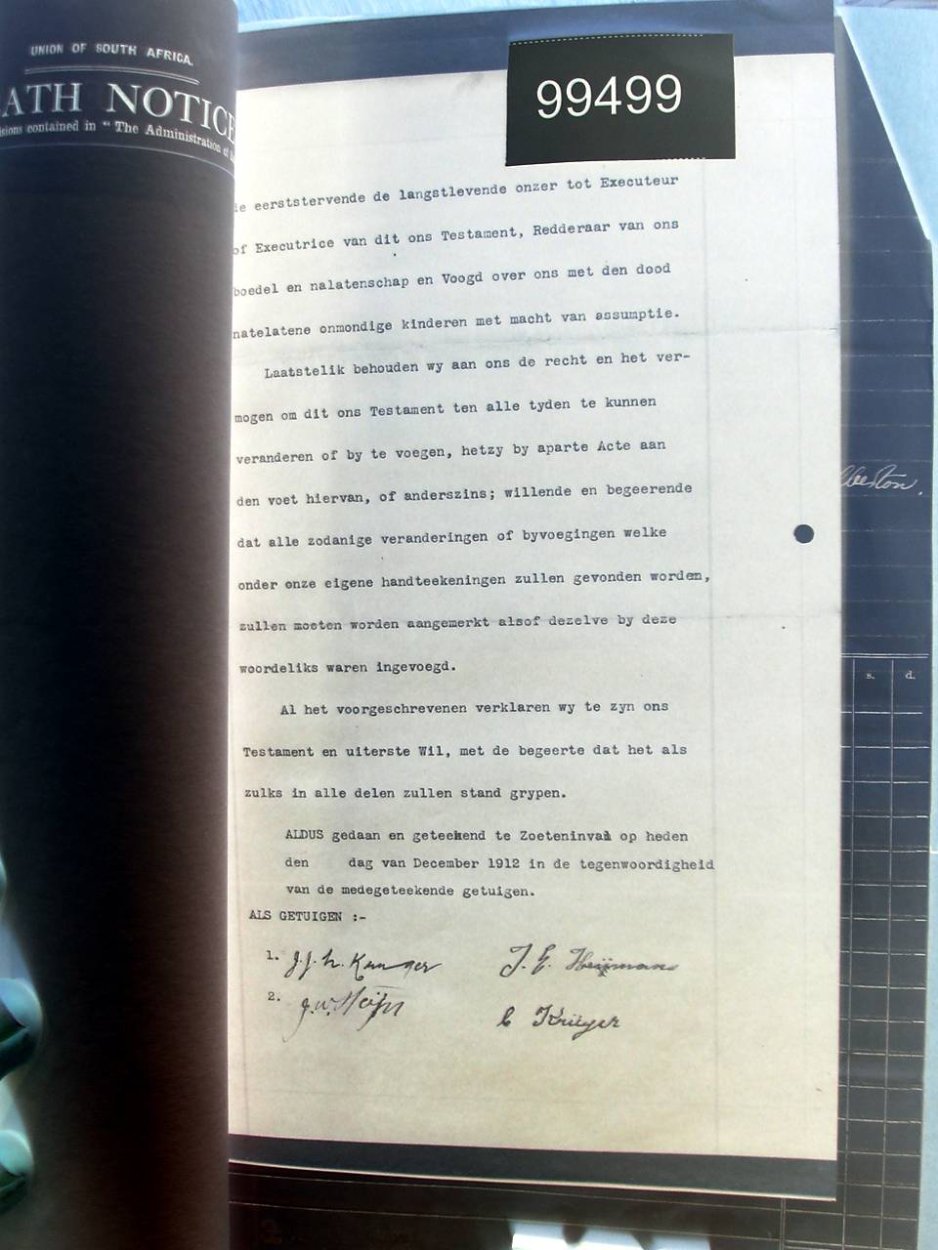 UNION OF SOUTH AFRICA.
ATH NOTICE
isions contained in "The Administration of
99499
de eerststervende de langstlevende onzer tot Executeur
of Executrice van dit ons Testament, Redderaar van ons
boedel en nalatenschap en Voogd over ons met den dood
natelatene onmondige kinderen met macht van assumptie.
Laatstelik behouden wy aan ons de recht en het ver-
mogen om dit ons Testament ten alle tyden te kunnen
veranderen of by te voegen, hetzy by aparte Acte aan
den voet hiervan, of anderszins; willende en begeerende
dat alle zodanige veranderingen of byvoegingen welke
onder onze eigene handteekeningen zullen gevonden worden,
zullen moeten worden aangemerkt alsof dezelve by deze
woordeliks waren ingevoegd.
Al het voorgeschrevenen verklaren wy te zyn ons
Testament en uiterste Wil, met de begeerte dat het als
zulks in alle delen zullen stand grypen.
ALDUS gedaan en geteekend te Zoeteninval op heden
den dag van December 1912 in de tegenwoordigheid
van de medegeteekende getuigen.
ALS GETUIGEN :-
1. J.J. Kruger J. E. Heijmans
2. J.W. C Krüger
s. d.